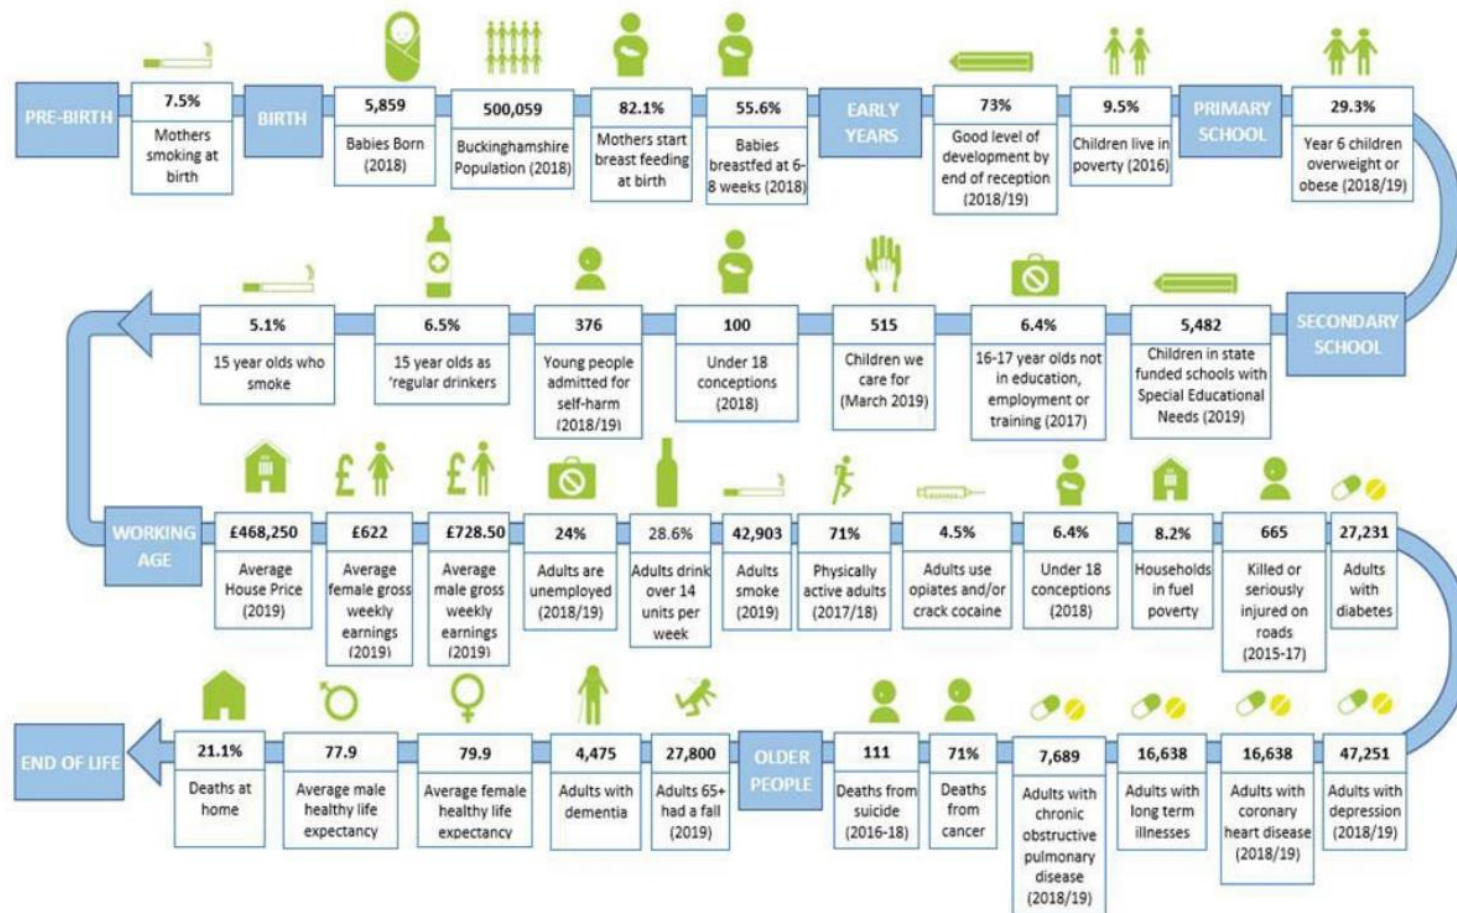 PRE-BIRTH
7.5%
Mothers
smoking at
birth
BIRTH
5,859
Babies Born
(2018)
500,059
Buckinghamshire
Population (2018)
82.1%
Mothers start
breast feeding
at birth
55.6%
Babies
breastfed at 6-
8 weeks (2018)
EARLY
YEARS
73%
Good level of
development by
end of reception
(2018/19)
9.5%
Children live in
poverty (2016)
PRIMARY
SCHOOL
29.3%
Year 6 children
overweight or
obese (2018/19)
SECONDARY
SCHOOL
5,482
Children in state
funded schools with
Special Educational
Needs (2019)
6.4%
16-17 year olds not
in education,
employment or
training (2017)
515
Children we
care for
(March 2019)
100
Under 18
conceptions
(2018)
376
Young people
admitted for
self-harm
(2018/19)
6.5%
15 year olds as
'regular drinkers
5.1%
15 year olds who
smoke
WORKING
AGE
£468,250
Average
House Price
(2019)
£622
Average
female gross
weekly
earnings
(2019)
£728.50
Average
male gross
weekly
earnings
(2019)
24%
Adults are
unemployed
(2018/19)
28.6%
Adults drink
over 14
units per
week
42,903
Adults
smoke
(2019)
71%
Physically
active adults
(2017/18)
4.5%
Adults use
opiates and/or
crack cocaine
6.4%
Under 18
conceptions
(2018)
8.2%
Households
in fuel
poverty
665
Killed or
seriously
injured on
roads
(2015-17)
27,231
Adults
with
diabetes
47,251
Adults with
depression
(2018/19)
16,638
Adults with
coronary
heart disease
(2018/19)
16,638
Adults with
long term
illnesses
7,689
Adults with
chronic
obstructive
pulmonary
disease
(2018/19)
71%
Deaths
from
cancer
111
Deaths from
suicide
(2016-18)
OLDER
PEOPLE
27,800
Adults 65+
had a fall
(2019)
4,475
Adults with
dementia
79.9
Average female
healthy life
expectancy
77.9
Average male
healthy life
expectancy
21.1%
Deaths at
home
END OF LIFE